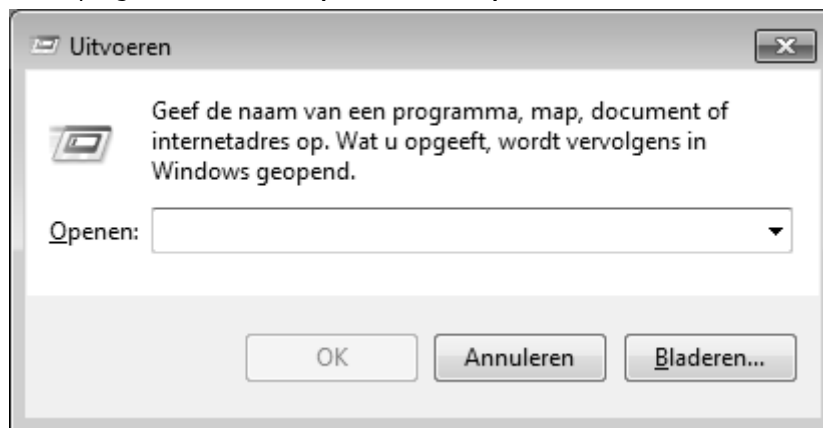 Uitvoeren
Geef de naam van een programma, map, document of
internetadres op. Wat u opgeeft, wordt vervolgens in
Windows geopend.
Openen:
OK Annuleren Bladeren...